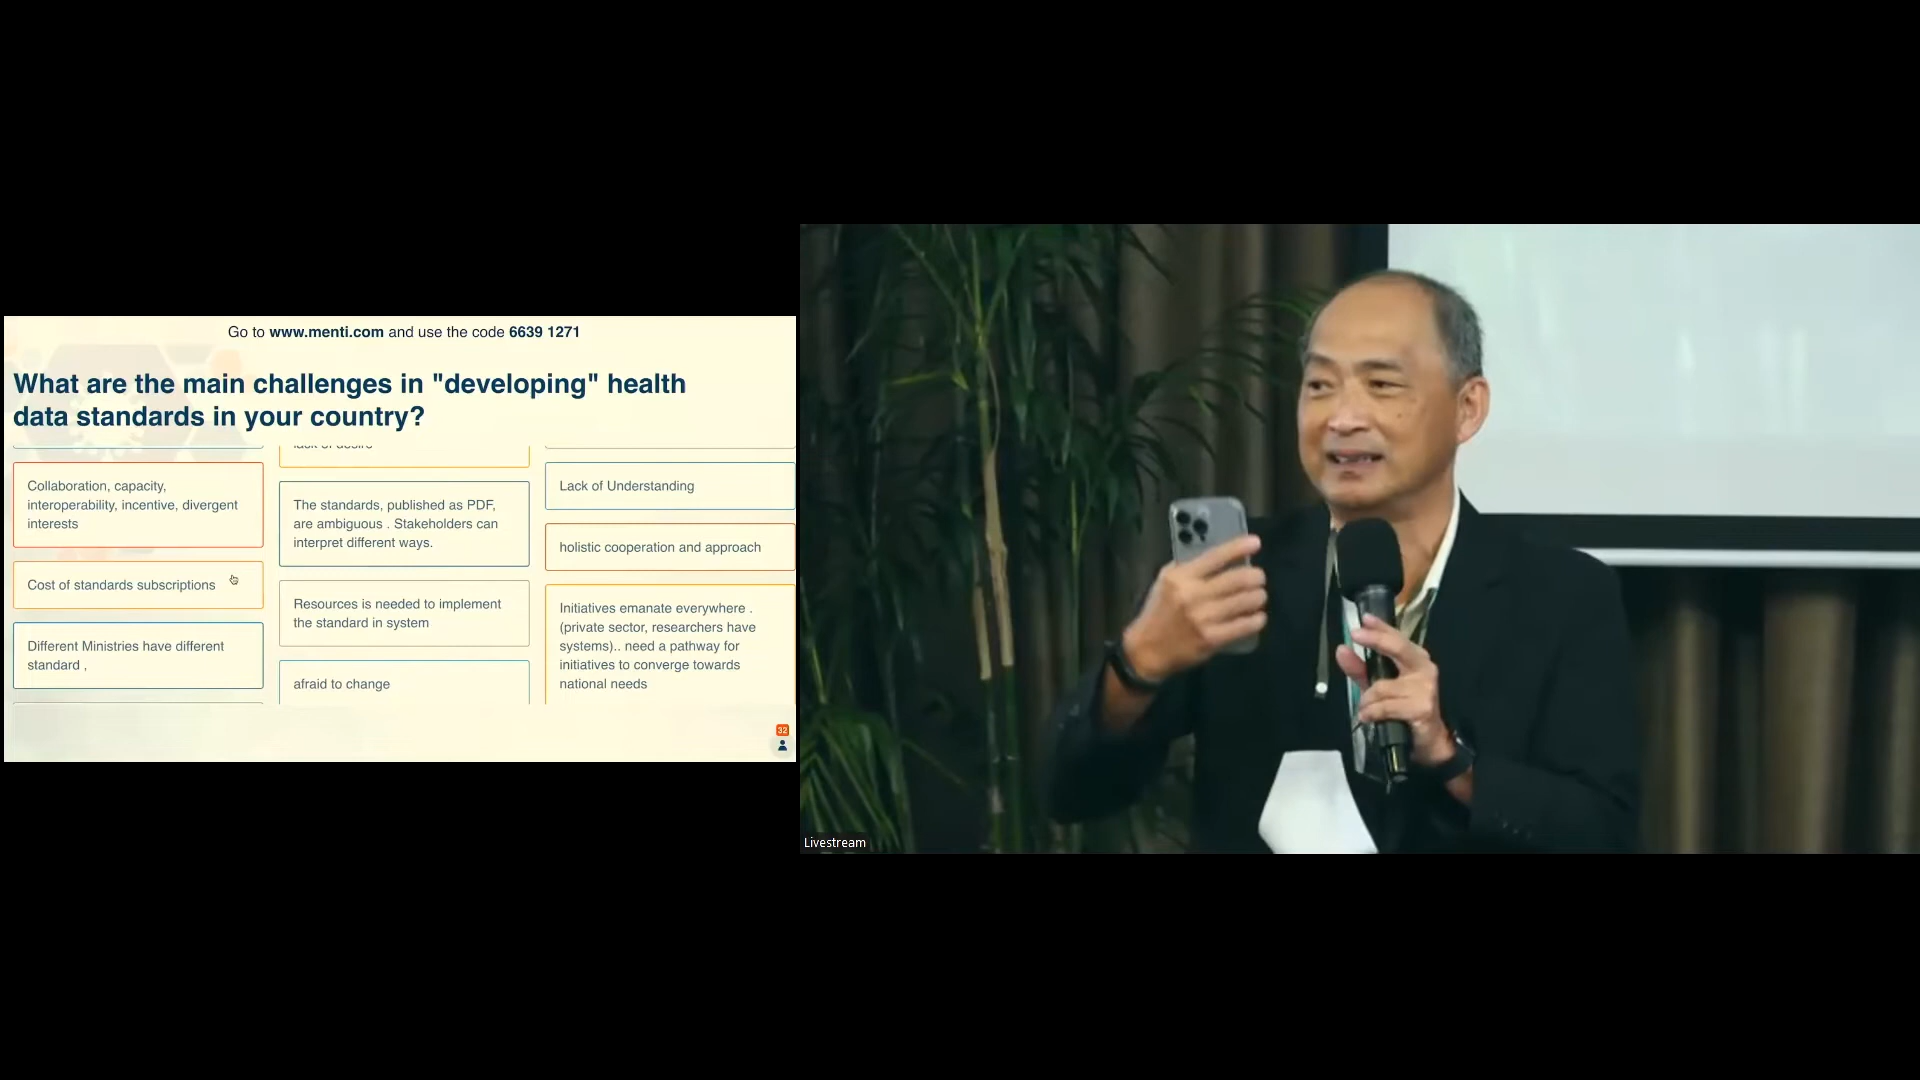 Go to www.menti.com and use the code 6639 1271
What are the main challenges in "developing" health
data standards in your country?
Collaboration, capacity,
interoperability, incentive, divergent
interests
Cost of standards subscriptions
Different Ministries have different
standard ,
lack of desire
The standards, published as PDF,
are ambiguous . Stakeholders can
interpret different ways.
Resources is needed to implement
the standard in system
afraid to change
Lack of Understanding
holistic cooperation and approach
Initiatives emanate everywhere .
(private sector, researchers have
systems).. need a pathway for
initiatives to converge towards
national needs
32
Livestream